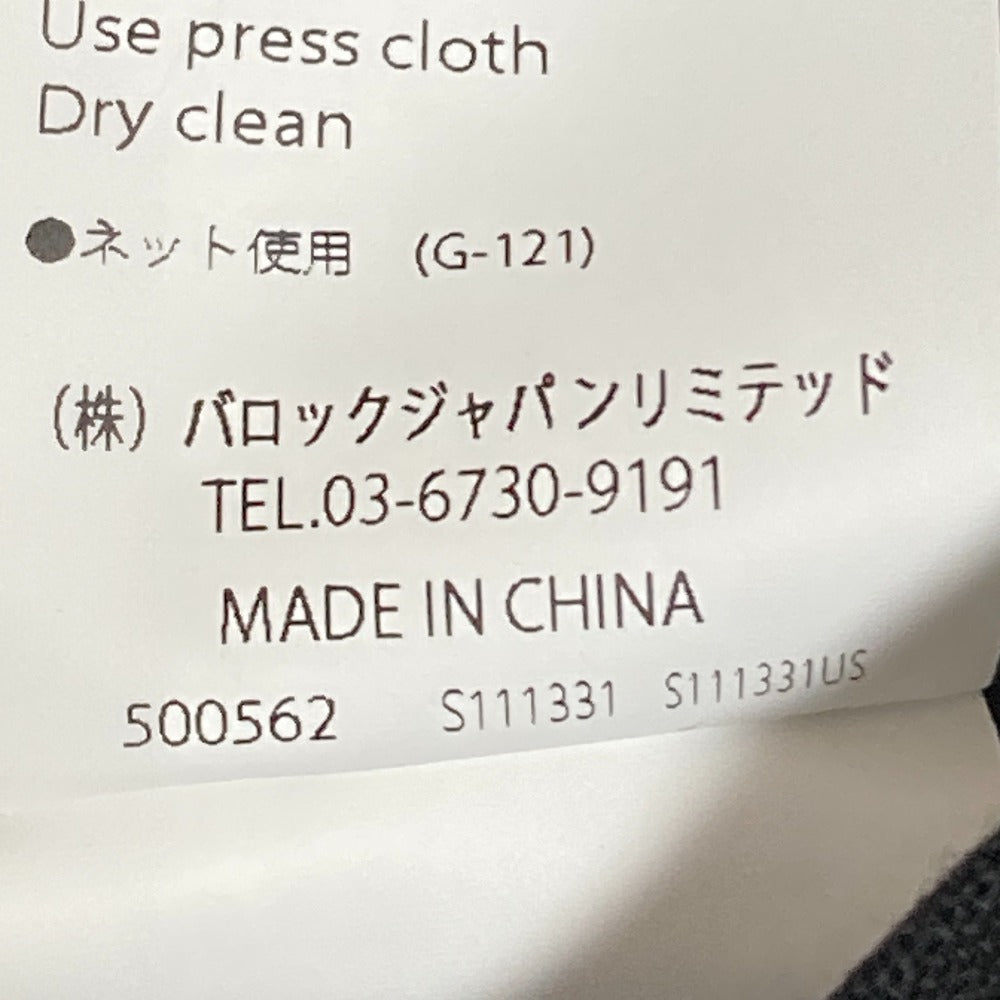 Use press cloth
Dry clean
●ネット使用 (G-121)
(株) バロックジャパンリミテッド
TEL.03-6730-9191
MADE IN CHINA
500562 S111331 S111331US